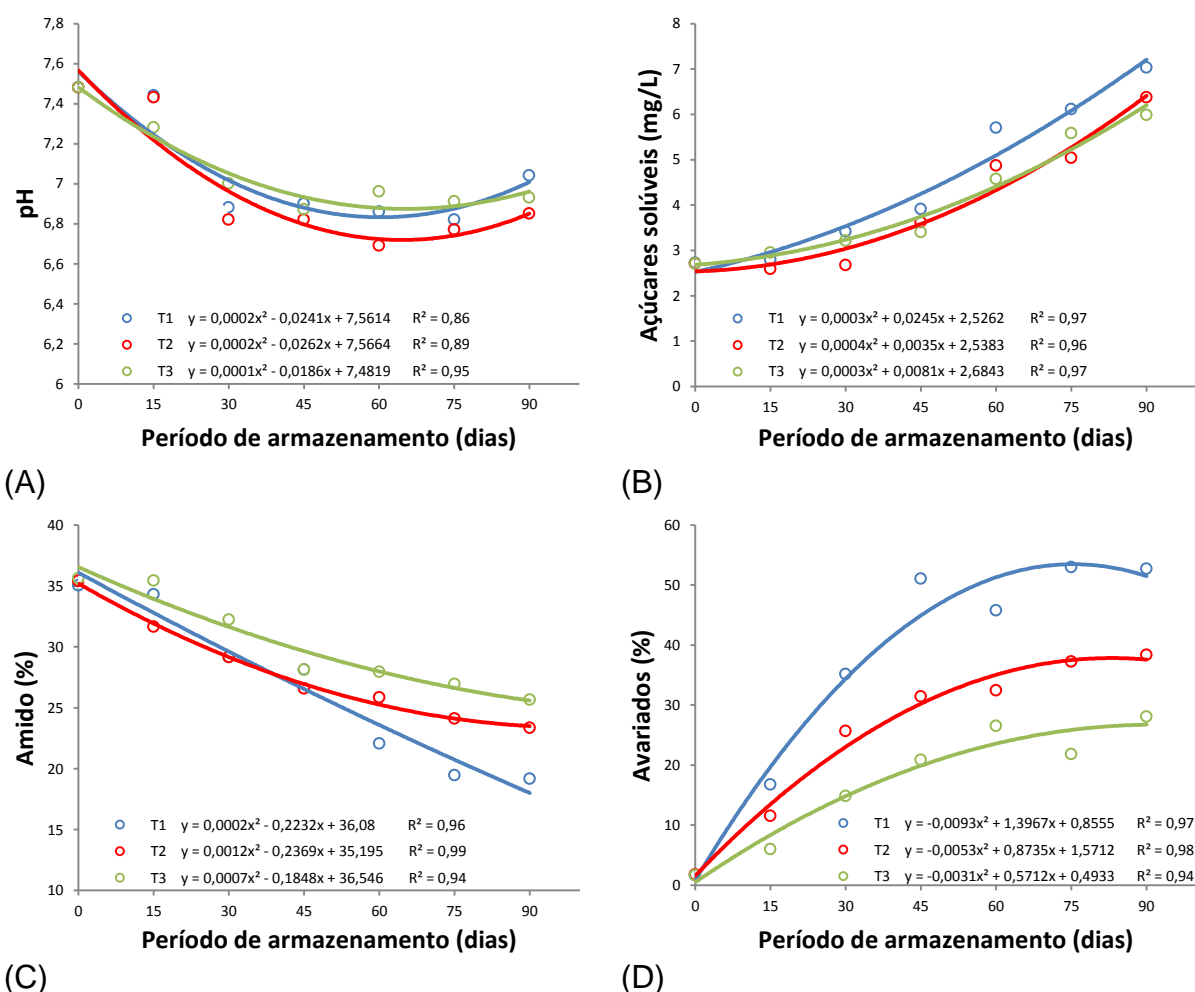 pH
7,8
7,6
7,4
7,2
7
6,8
6,6
6,4
6,2
6
T1 y = 0,0002x² - 0,0241x + 7,5614 R² = 0,86
T2 y = 0,0002x² - 0,0262x + 7,5664 R² = 0,89
T3 y = 0,0001x² - 0,0186x + 7,4819 R² = 0,95
0 15 30 45 60 75 90
Período de armazenamento (dias)
(A)
Açúcares solúveis (mg/L)
8
7
6
5
4
3
2
1
0
T1 y = 0,0003x² + 0,0245x + 2,5262 R² = 0,97
T2 y = 0,0004x² + 0,0035x + 2,5383 R² = 0,96
T3 y = 0,0003x² + 0,0081x + 2,6843 R² = 0,97
0 15 30 45 60 75 90
Período de armazenamento (dias)
(B)
Amido (%)
40
35
30
25
20
15
10
T1 y = 0,0002x² - 0,2232x + 36,08 R² = 0,96
T2 y = 0,0012x² - 0,2369x + 35,195 R² = 0,99
T3 y = 0,0007x² - 0,1848x + 36,546 R² = 0,94
0 15 30 45 60 75 90
Período de armazenamento (dias)
(C)
Avariados (%)
60
50
40
30
20
10
0
T1 y = -0,0093x² + 1,3967x + 0,8555 R² = 0,97
T2 y = -0,0053x² + 0,8735x + 1,5712 R² = 0,98
T3 y = -0,0031x² + 0,5712x + 0,4933 R² = 0,94
0 15 30 45 60 75 90
Período de armazenamento (dias)
(D)